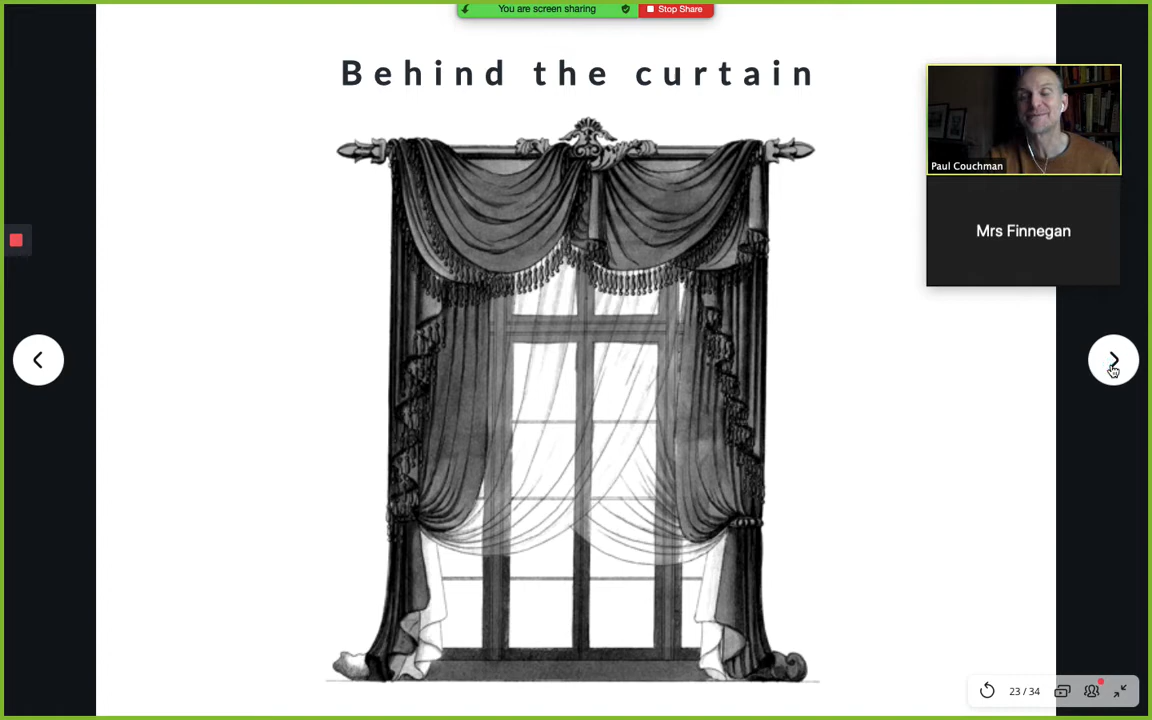 You are screen sharing
Stop Share
Behind the curtain
Paul Couchman
Mrs Finnegan
23 / 34